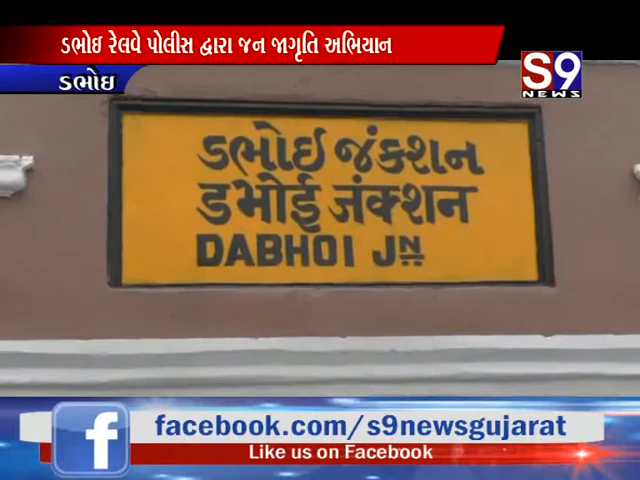 ડભોઇ રેલવે પોલીસ દ્વારા જન જાગૃતિ અભિયાન
ડભોઇ
S9
NEWS
ડભોઇ જંકશન
डभोई जंक्शन
DABHOI JN
facebook.com/s9newsgujarat
Like us on Facebook